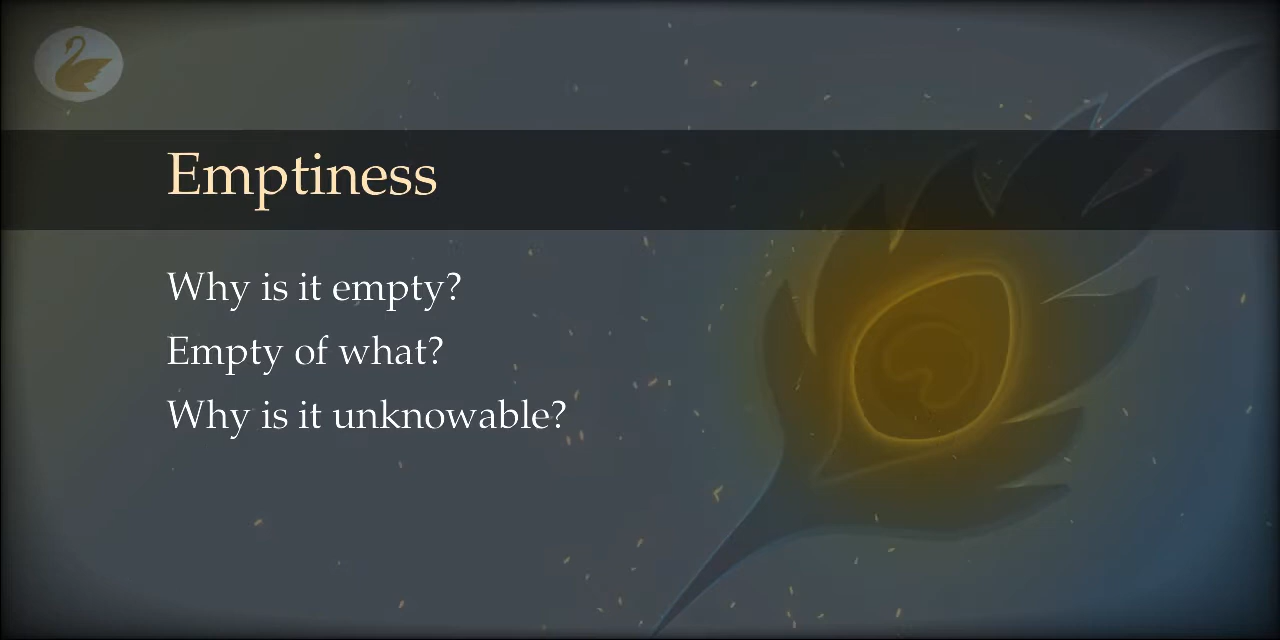 Emptiness
Why is it empty?
Empty of what?
Why is it unknowable?